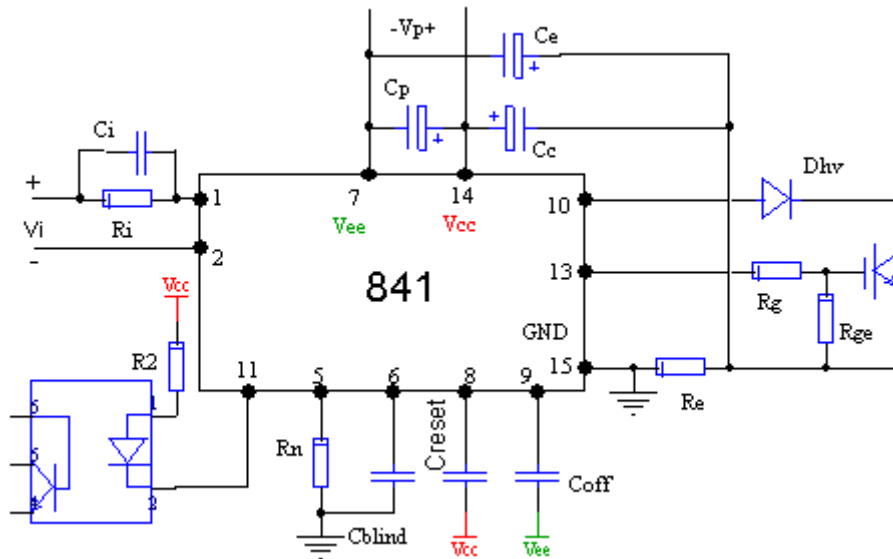 -Vp+
Ce
Cp
+
+
+
Cc
Ci
Dhv
+
Ri
1
7
14
10
Vi
Vee
Vcc
-
2
13
841
Vcc
Rg
GND
Rge
R2
11
5
6
8
9
15
Re
6
1
Rn
Creset
5
Coff
4
2
Cblind
Vcc
Vee